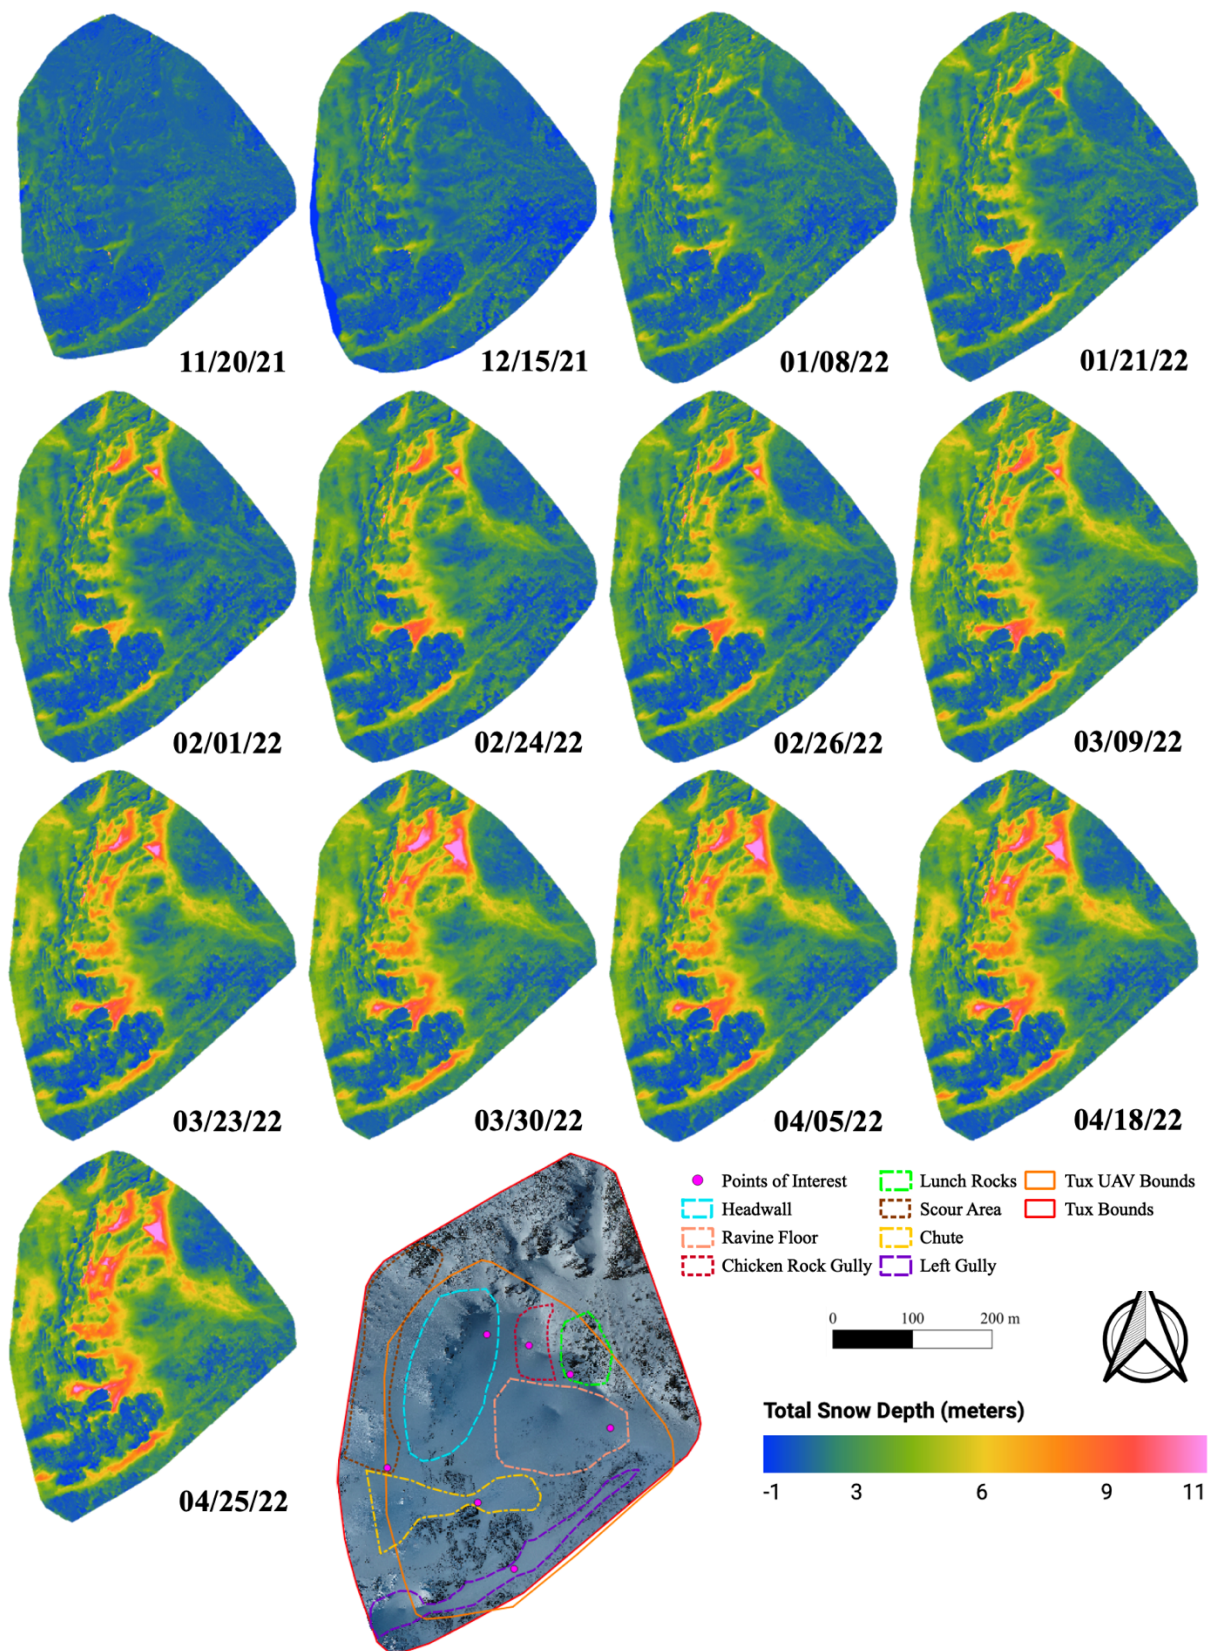 11/20/21
12/15/21
01/08/22
01/21/22
02/01/22
02/24/22
02/26/22
03/09/22
03/23/22
03/30/22
04/05/22
04/18/22
04/25/22
Points of Interest
Headwall
Ravine Floor
Chicken Rock Gully
Lunch Rocks
Scour Area
Chute
Left Gully
Tux UAV Bounds
Tux Bounds
0 100 200 m
Total Snow Depth (meters)
-1 3 6 9 11